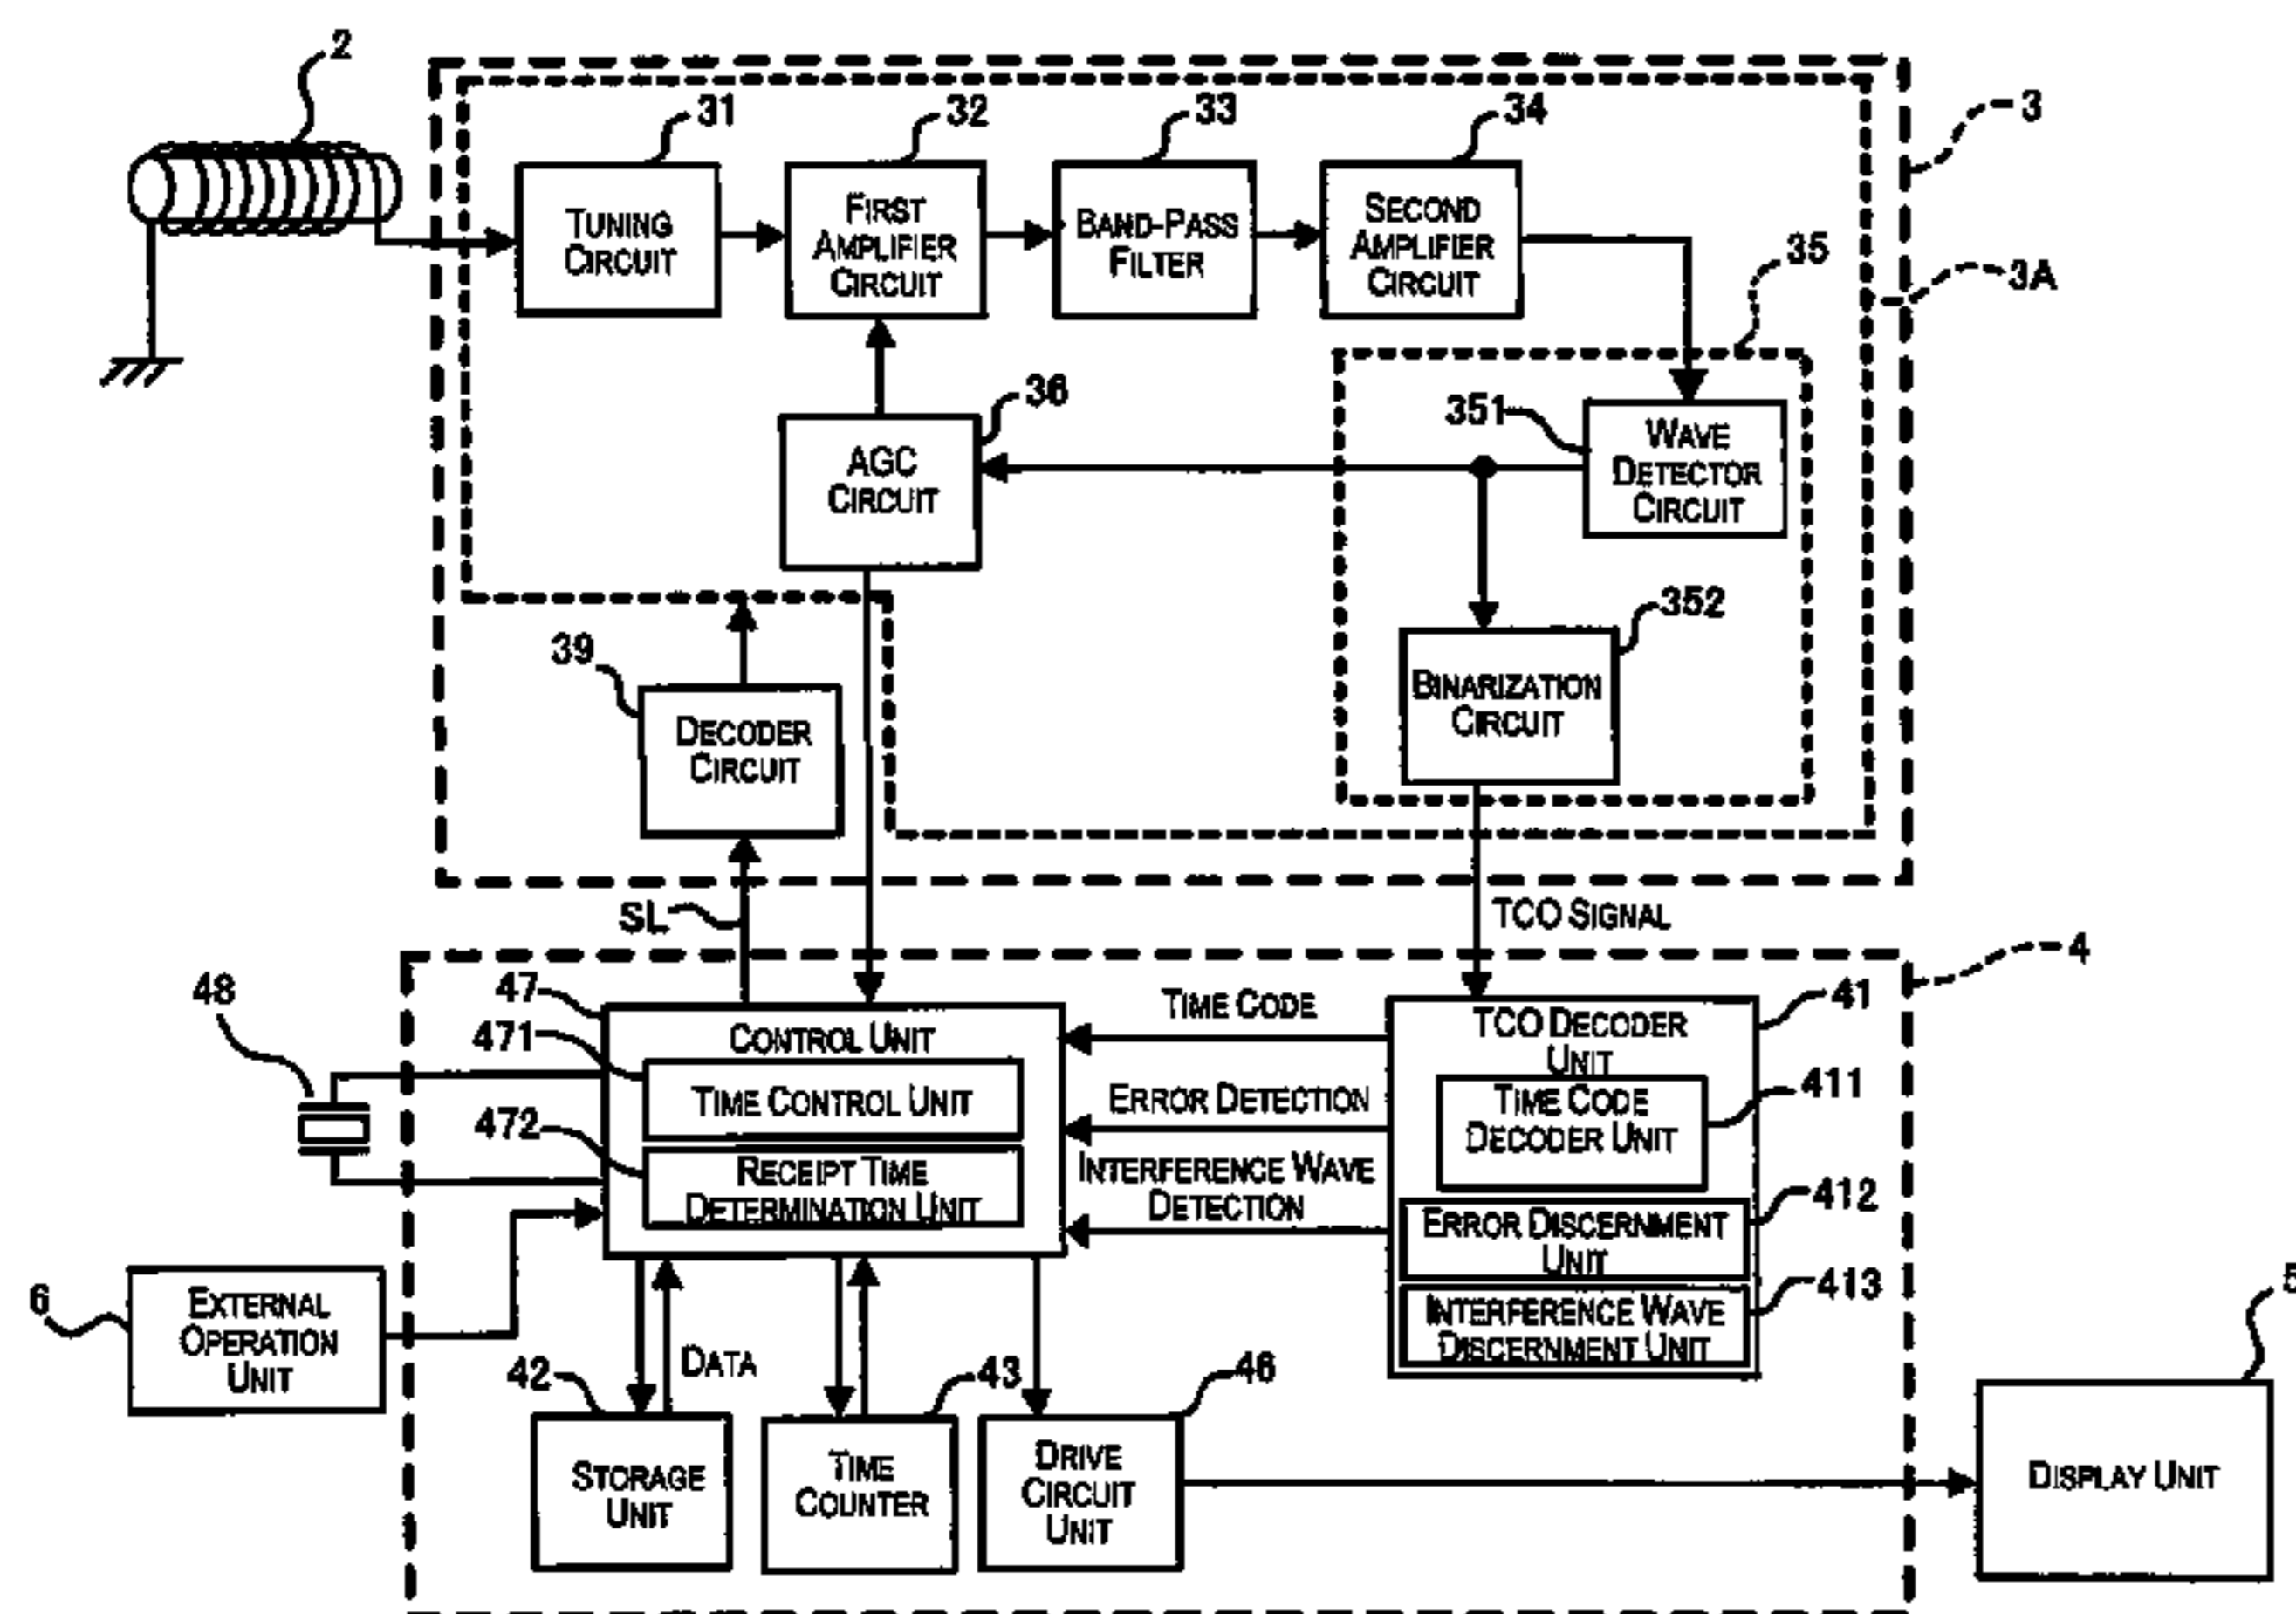 2
31
32
33
34
3
TUNING
CIRCUIT
FIRST
AMPLIFIER
CIRCUIT
BAND-PASS
FILTER
SECOND
AMPLIFIER
CIRCUIT
35
3A
36
351
AGC
CIRCUIT
WAVE
DETECTOR
CIRCUIT
352
39
BINARIZATION
CIRCUIT
DECODER
CIRCUIT
SL
TCO SIGNAL
4
48
47
CONTROL UNIT
471
TIME CONTROL UNIT
472
RECEIPT TIME
DETERMINATION UNIT
TIME CODE
ERROR DETECTION
INTERFERENCE WAVE
DETECTION
41
TCO DECODER
UNIT
411
TIME CODE
DECODER UNIT
412
ERROR DISCERNMENT
UNIT
413
INTERFERENCE WAVE
DISCERNMENT UNIT
6
EXTERNAL
OPERATION
UNIT
5
42
DATA
43
46
STORAGE
UNIT
TIME
COUNTER
DRIVE
CIRCUIT
UNIT
DISPLAY UNIT